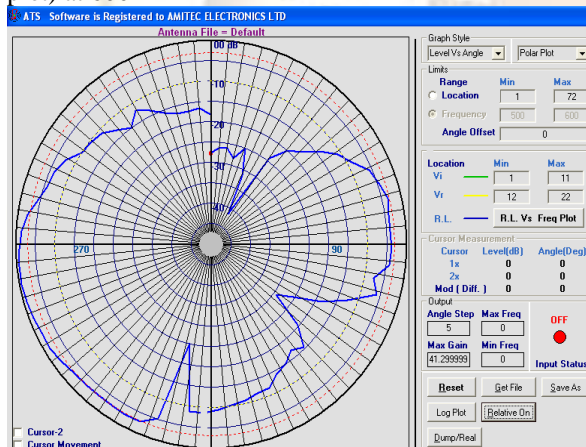 ATS Software is Registered to AMITEC ELECTRONICS LTD
Antenna File = Default
00 dB
-10
-20
-30
-40
270
90
Cursor-2
Cursor Movement
Graph Style
Level Vs Angle
Polar Plot
Limits
Range Min Max
Location 1 72
Frequency 500 600
Angle Offset 0
Location Min Max
Vi 1 11
Vr 12 22
R.L. R.L. Vs Freq Plot
Cursor Measurement
Cursor Level(dB) Angle(Deg)
1x 0 0
2x 0 0
Mod ( Diff. ) 0 0
Output
Angle Step Max Freq
5 0
OFF
Max Gain Min Freq
41.299999 0
Input Status
Reset Get File Save As
Log Plot Relative On
Dump/Real